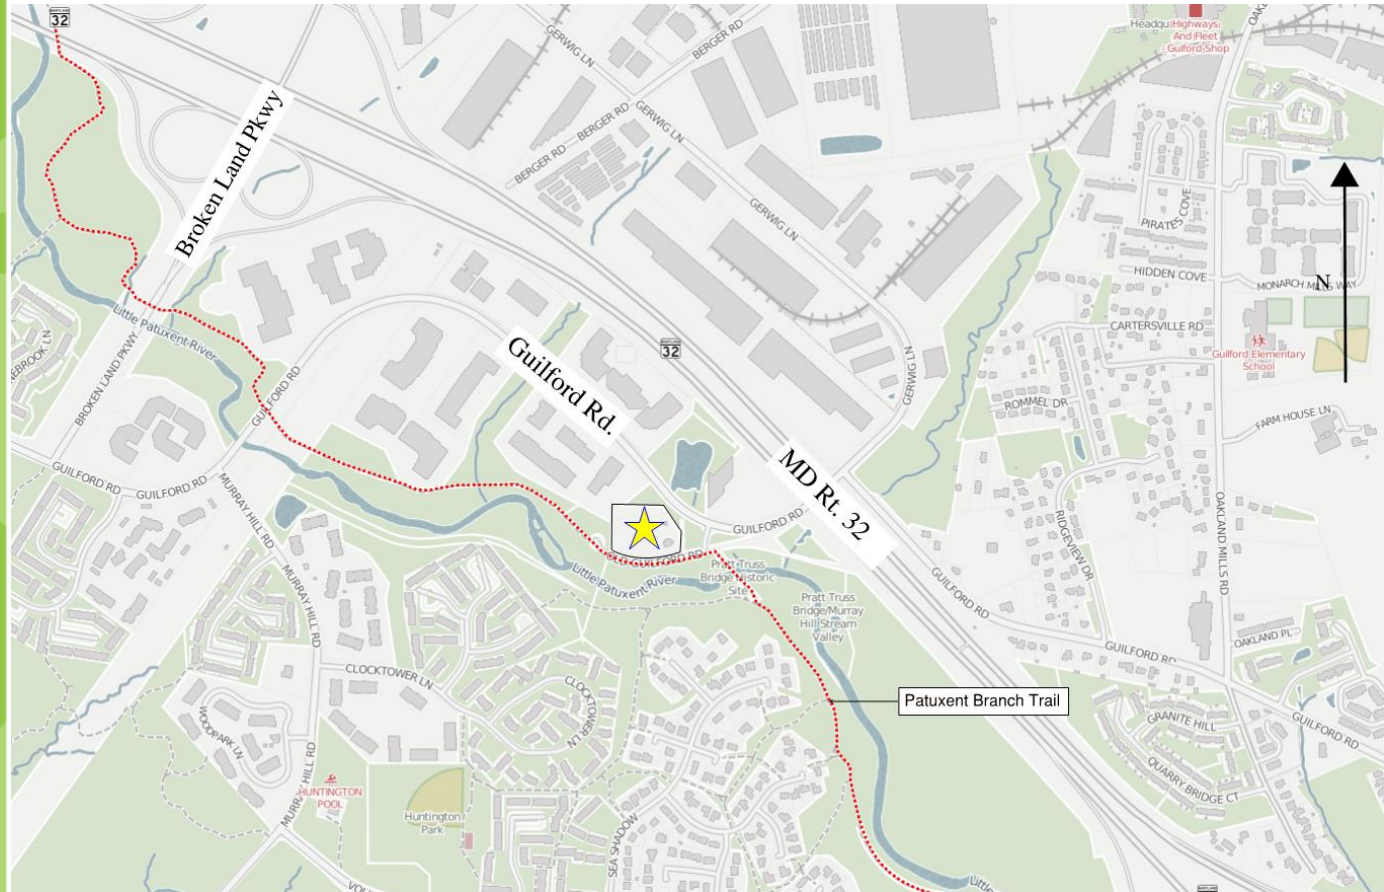 32
GERWIG LN
BERGER RD
Headqu
Highways
And Fleet
Guilford Shop
Broken Land Pkwy
BERGER RD
BERGER RD
GERWIG LN
GERWIG LN
PIRATES COVE
HIDDEN COVE
N
MONARCH MILLS WAY
CARTERSVILLE RD
Guilford Elementary
School
Little Patuxent River
BROKEN LAND PKWY
GUILFORD RD
Guilford Rd.
32
GERWIG LN
ROMMEL DR
FARM HOUSE LN
MD Rt. 32
GUILFORD RD
GUILFORD RD
MURRAY HILL RD
GUILFORD RD
RIDGEVIEW DR
OAKLAND MILLS RD
OLD GUILFORD RD
Little Patuxent River
Pratt Truss
Bridge Historic
Site
Pratt Truss
Bridge/Murray
Hill Stream
Valley
GUILFORD RD
MURRAY HILL RD
OAKLAND PL
GUILFORD RD
CLOCKTOWER LN
CLOCKTOWER LN
Patuxent Branch Trail
WOODPARK LN
GRANITE HILL
GUILFORD RD
QUARRY BRIDGE CT
MURRAY HILL RD
HUNTINGTON
POOL
Huntington
Park
SEA SHADOW
Little